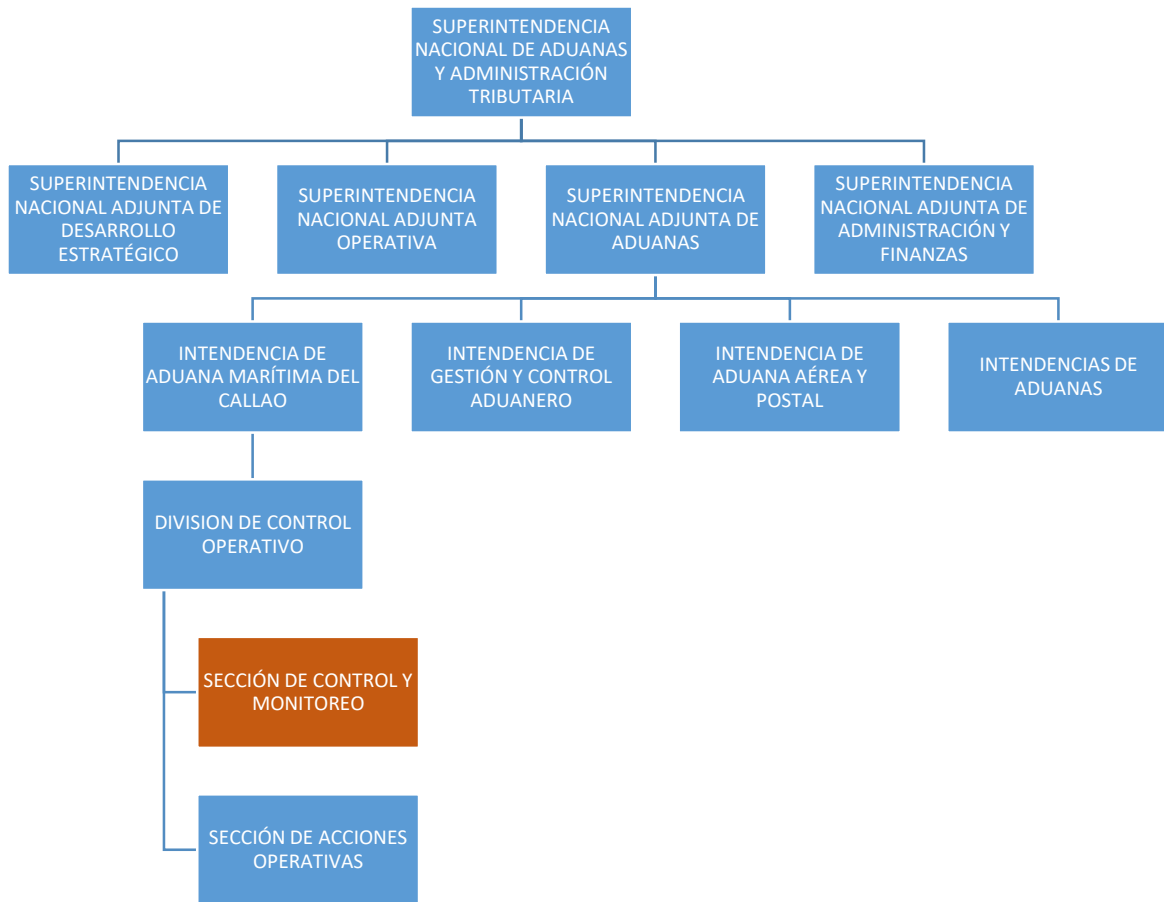 SUPERINTENDENCIA
NACIONAL DE ADUANAS
Y ADMINISTRACIÓN
TRIBUTARIA
SUPERINTENDENCIA
NACIONAL ADJUNTA DE
DESARROLLO
ESTRATÉGICO
SUPERINTENDENCIA
NACIONAL ADJUNTA
OPERATIVA
SUPERINTENDENCIA
NACIONAL ADJUNTA DE
ADUANAS
SUPERINTENDENCIA
NACIONAL ADJUNTA DE
ADMINISTRACIÓN Y
FINANZAS
INTENDENCIA DE
ADUANA MARÍTIMA DEL
CALLAO
INTENDENCIA DE
GESTIÓN Y CONTROL
ADUANERO
INTENDENCIA DE
ADUANA AÉREA Y
POSTAL
INTENDENCIAS DE
ADUANAS
DIVISION DE CONTROL
OPERATIVO
SECCIÓN DE CONTROL Y
MONITOREO
SECCIÓN DE ACCIONES
OPERATIVAS